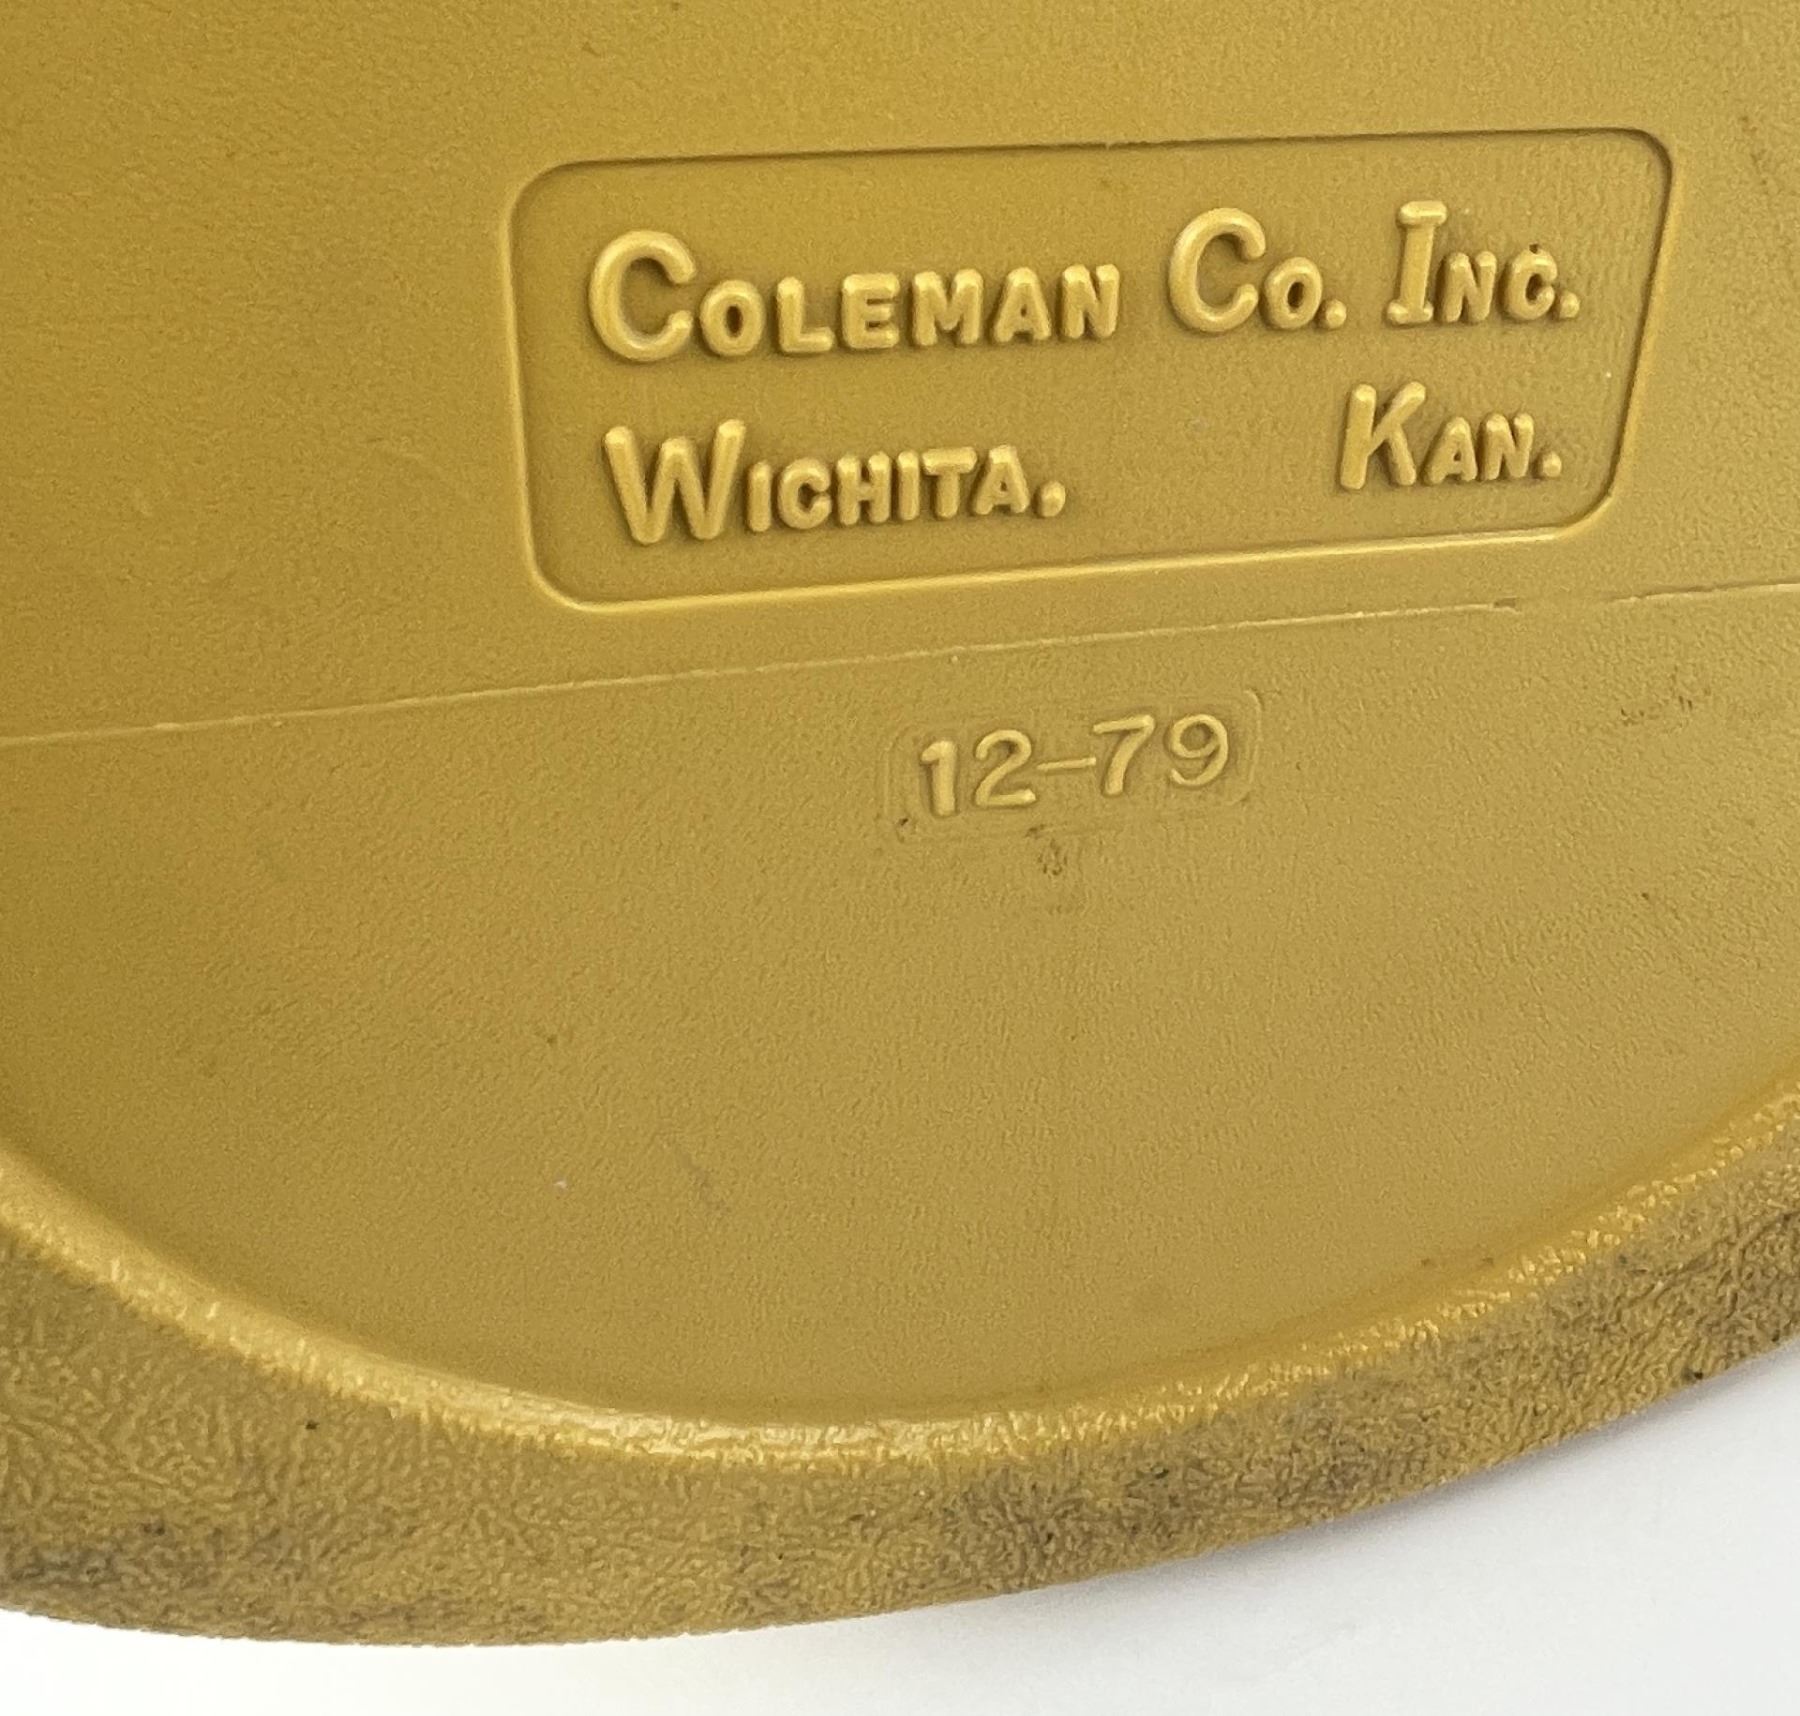 COLEMAN CO. INC.
WICHITA, KAN.
12-79